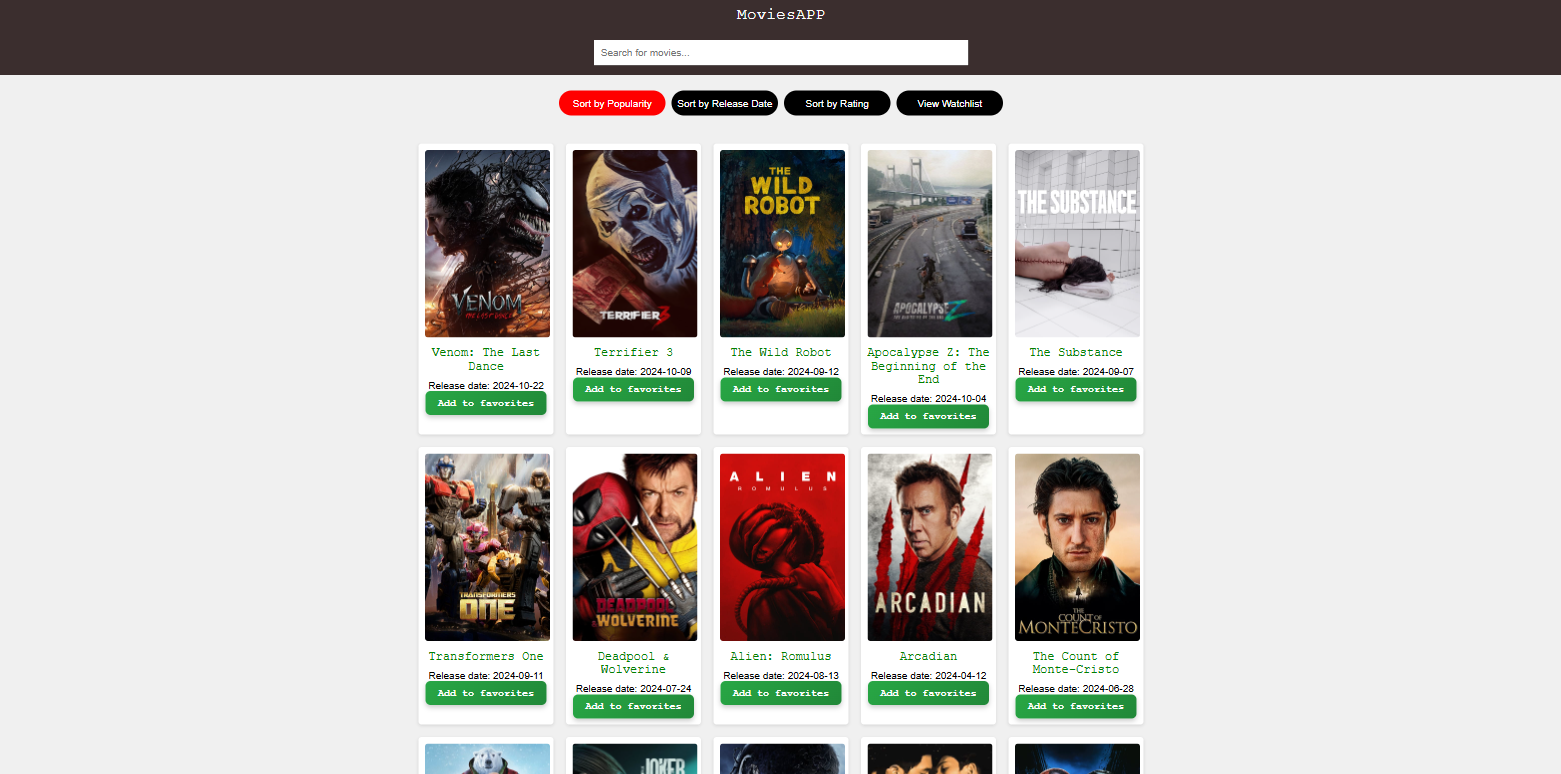 MoviesAPP
Search for movies...
Sort by Popularity
Sort by Release Date
Sort by Rating
View Watchlist
VENOM
THE LAST DANCE
TERRIFIER 3
THE
WILD
ROBOT
APOCALYPSE Z
THE SUBSTANCE
Venom: The Last
Dance
Release date: 2024-10-22
Add to favorites
Terrifier 3
Release date: 2024-10-09
Add to favorites
The Wild Robot
Release date: 2024-09-12
Add to favorites
Apocalypse Z: The
Beginning of the
End
Release date: 2024-10-04
Add to favorites
The Substance
Release date: 2024-09-07
Add to favorites
TRANSFORMERS
ONE
DEADPOOL
& WOLVERINE
ALIEN
ROMULUS
ARCADIAN
THE
COUNT OF
MONTECRISTO
Transformers One
Release date: 2024-09-11
Add to favorites
Deadpool &
Wolverine
Release date: 2024-07-24
Add to favorites
Alien: Romulus
Release date: 2024-08-13
Add to favorites
Arcadian
Release date: 2024-04-12
Add to favorites
The Count of
Monte-Cristo
Release date: 2024-06-28
Add to favorites
JOKER